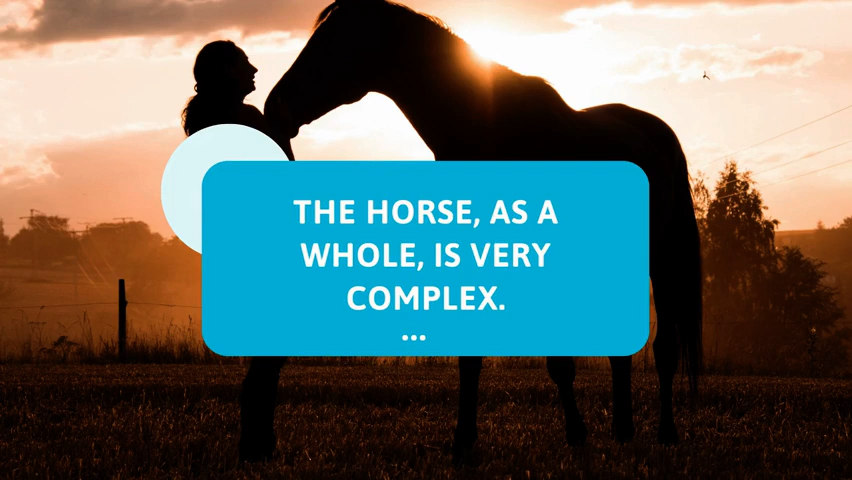 THE HORSE, AS A
WHOLE, IS VERY
COMPLEX.
...